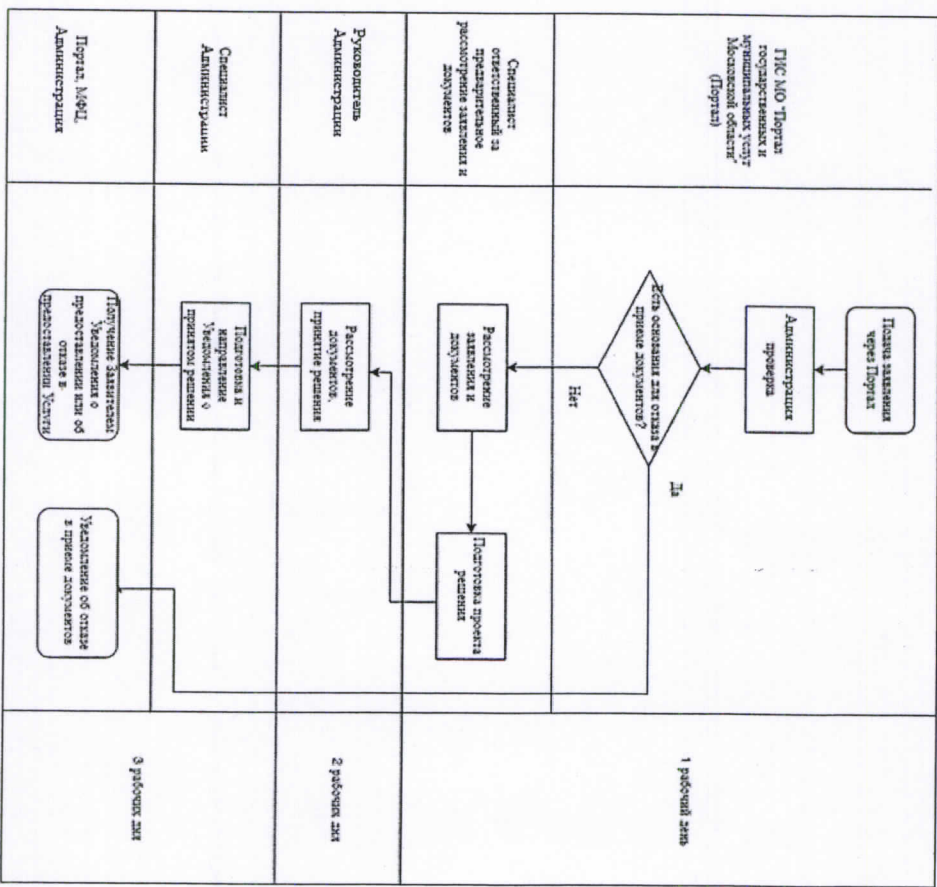 ГИС МО "Портал
государственных и
муниципальных услуг
Московской области"
(Портал)
Подача заявления
через Портал
Администрация
проверка
Есть основания для отказа в
приеме документов?
Да
Нет
1 рабочий день
Специалист
ответственный за
предварительное
рассмотрение заявления и
документов
Рассмотрение
заявления и
документов
Подготовка проекта
решения
Руководитель
Администрации
Рассмотрение
документов,
принятие решения
2 рабочих дня
Специалист
Администрации
Подготовка и
направление
Уведомления о
принятом решении
3 рабочих дня
Портал, МФЦ,
Администрация
Получение Заявителем
Уведомления о
предоставлении или об
отказе в
предоставлении Услуги
Уведомление об отказе
в приеме документов